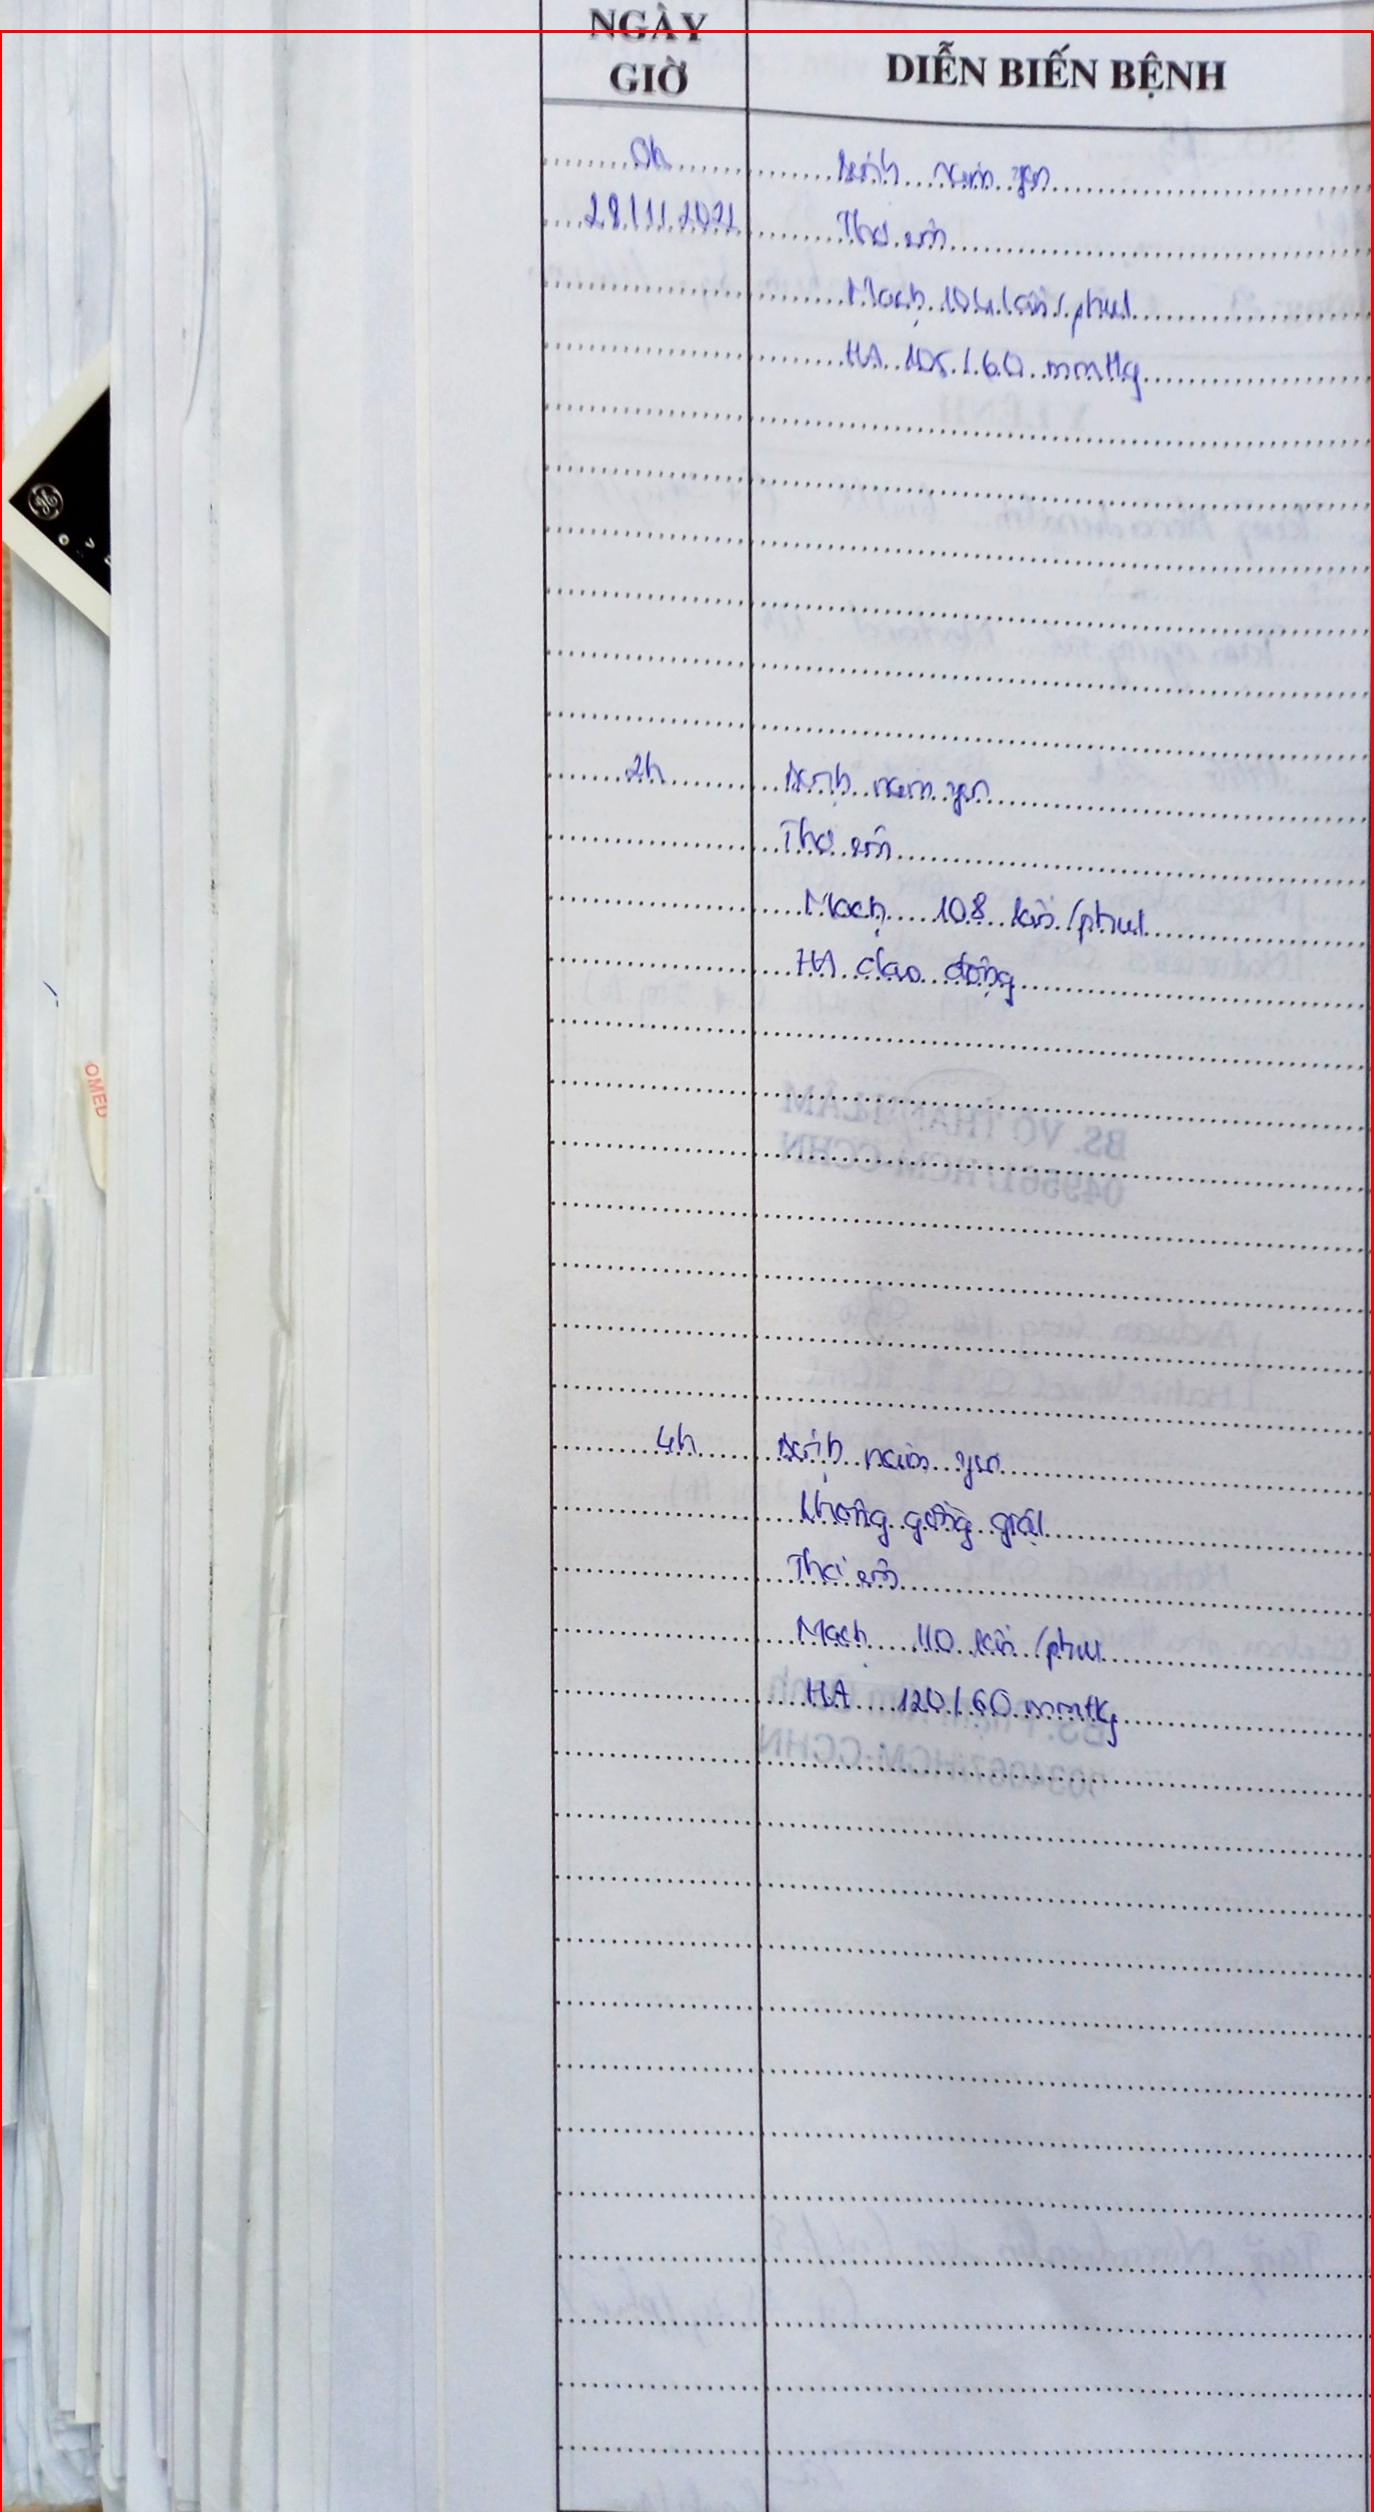 NGÀY
GIỜ
DIỄN BIẾN BỆNH
0h Bệnh nằm yên
28/11/2021 Thở êm
Mạch 104 lần/phút
HA 105/60 mmHg
2h Bệnh nằm yên
Thở êm
Mạch 108 lần/phút
HA dao động
4h Bệnh nằm yên
Không gồng giật
Thở êm
Mạch 110 lần/phút
HA 120/60 mmHg
OMED